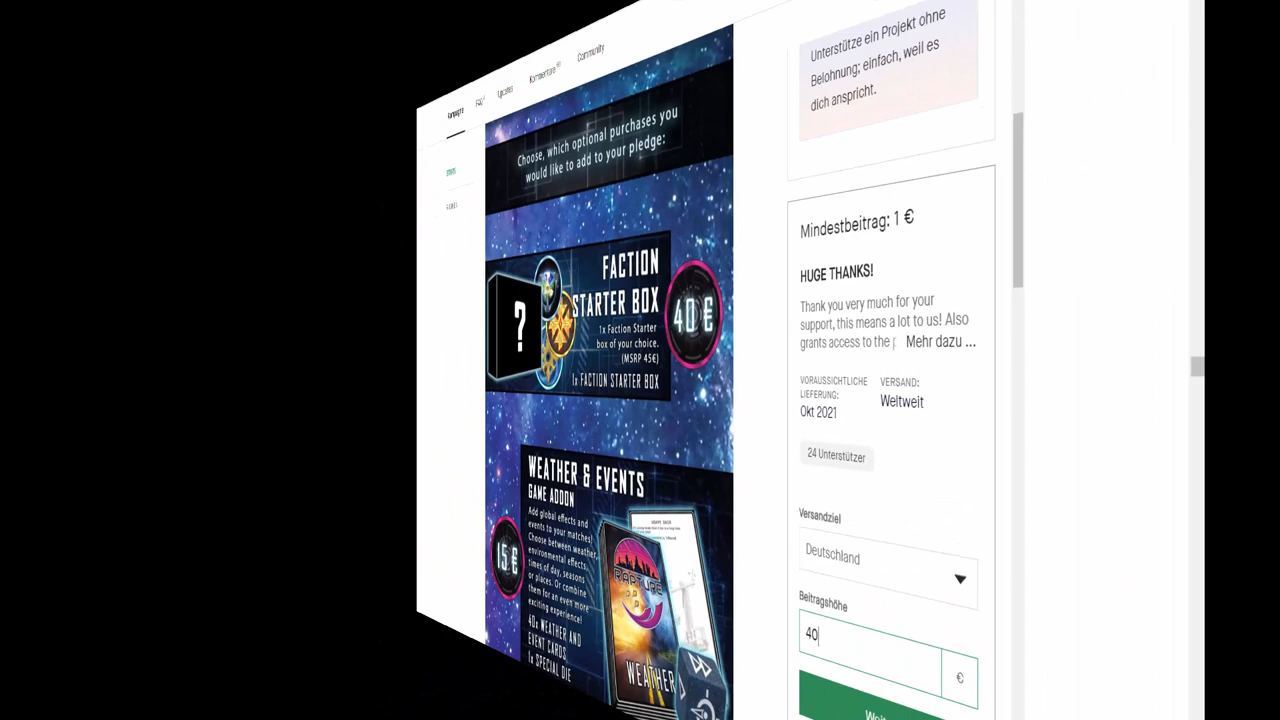 Kampagne
FAQ
Updates
Kommentare
Community
Choose, which optional purchases you
would like to add to your pledge:
?
FACTION
STARTER BOX
1x Faction Starter
box of your choice.
(MSRP 45€)
1x FACTION STARTER BOX
40 €
WEATHER & EVENTS
GAME ADDON
Add global effects and
events to your matches!
Choose between weather,
environmental effects,
times of day, seasons
or places. Or combine
them for an even more
exciting experience!
40x WEATHER AND
EVENT CARDS
1x SPECIAL DIE
15 €
RAPTURE
WEATHER
Unterstütze ein Projekt ohne
Belohnung; einfach, weil es
dich anspricht.
Mindestbeitrag: 1 €
HUGE THANKS!
Thank you very much for your
support, this means a lot to us! Also
grants access to the p Mehr dazu ...
VORAUSSICHTLICHE
LIEFERUNG:
Okt 2021
VERSAND:
Weltweit
24 Unterstützer
Versandziel
Deutschland
Beitragshöhe
40
€